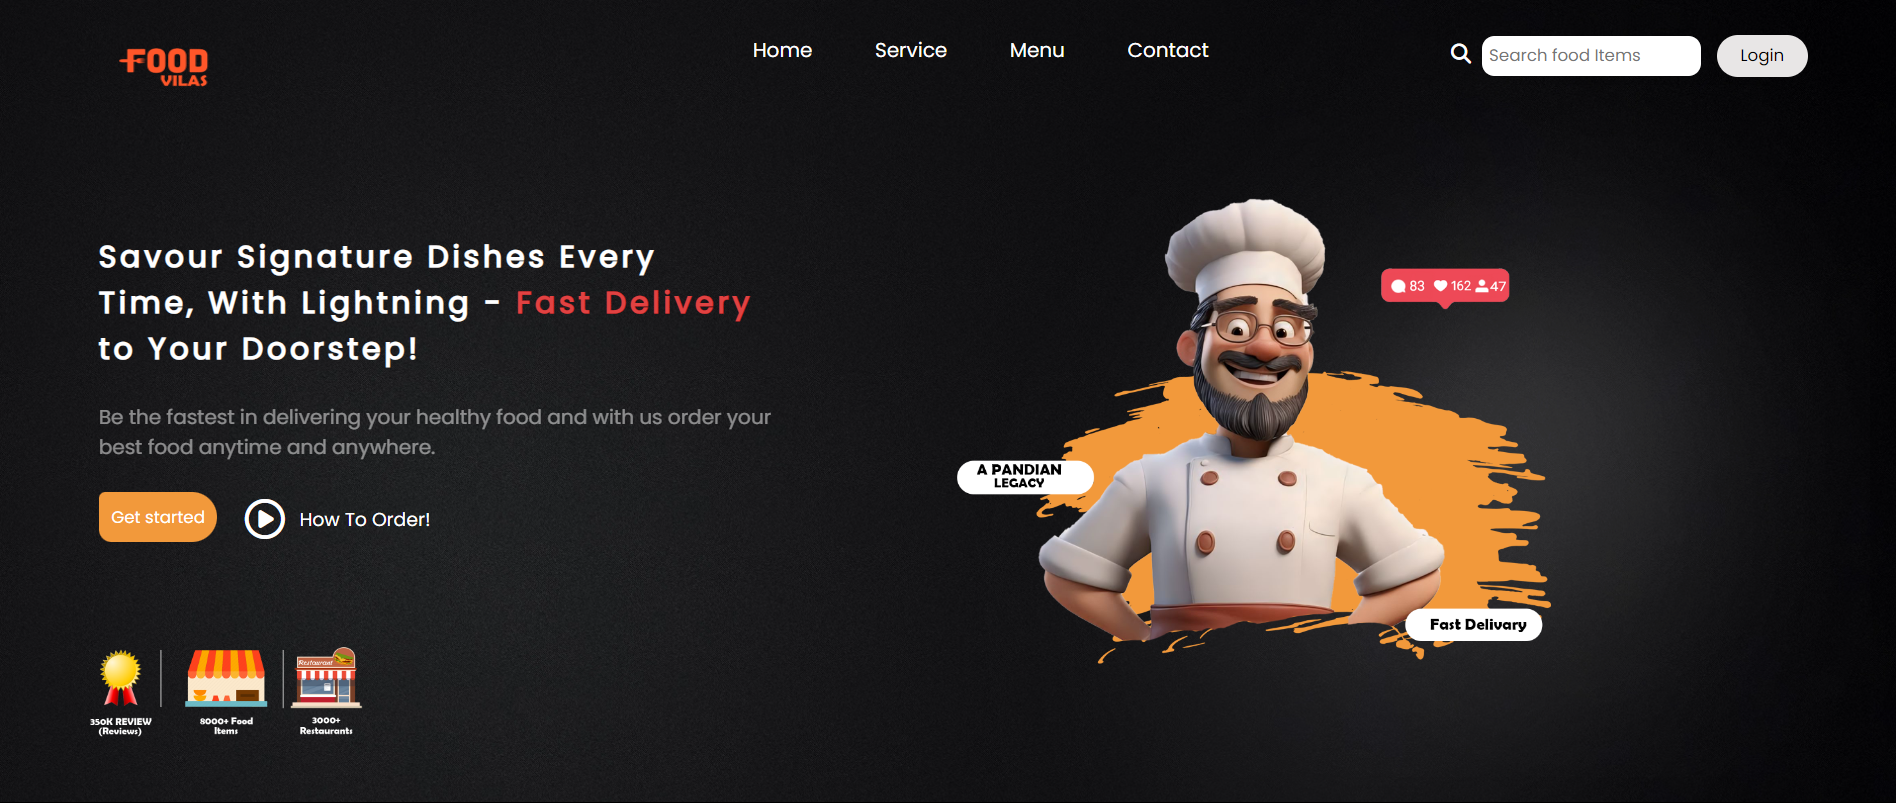 FOOD
VILAS
Home
Service
Menu
Contact
Search food Items
Login
Savour Signature Dishes Every
Time, With Lightning - Fast Delivery
to Your Doorstep!
Be the fastest in delivering your healthy food and with us order your
best food anytime and anywhere.
Get started
How To Order!
83 162 47
A PANDIAN
LEGACY
Fast Delivary
Restaurant
350K REVIEW
(Reviews)
8000+ Food
Items
3000+
Restaurants